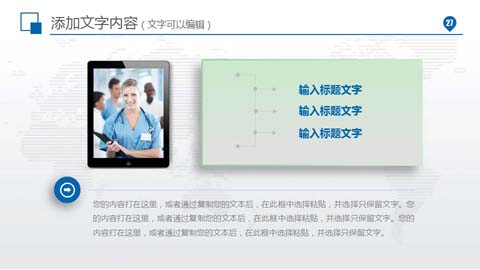 添加文字内容（文字可以编辑）
27
输入标题文字
输入标题文字
输入标题文字
您的内容打在这里，或者通过复制您的文本后，在此框中选择粘贴，并选择只保留文字。您
的内容打在这里，或者通过复制您的文本后，在此框中选择粘贴，并选择只保留文字。您的
内容打在这里，或者通过复制您的文本后，在此框中选择粘贴，并选择只保留文字。